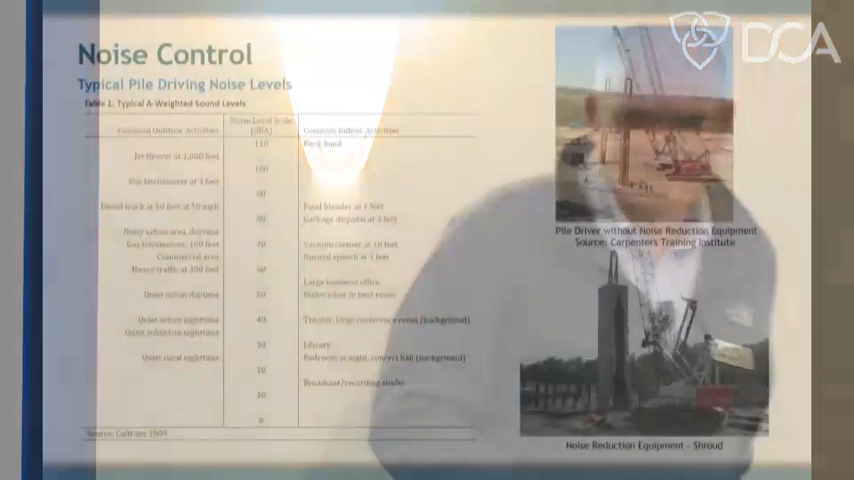 DCA
Noise Control
Typical Pile Driving Noise Levels
Table 1. Typical A-Weighted Sound Levels
Common Outdoor Activities
Noise Level Scale
(dBA)
Common Indoor Activities
110
Rock band
Jet flyover at 1,000 feet
100
Gas lawnmower at 3 feet
90
Diesel truck at 50 feet at 50 mph
Food blender at 3 feet
80
Garbage disposal at 3 feet
Noisy urban area, daytime
Gas lawnmower, 100 feet
70
Vacuum cleaner at 10 feet
Commercial area
Normal speech at 3 feet
Heavy traffic at 300 feet
60
Large business office
Quiet urban daytime
50
Dishwasher in next room
Quiet urban nighttime
40
Theater, large conference room (background)
Quiet suburban nighttime
30
Library
Quiet rural nighttime
Bedroom at night, concert hall (background)
20
Broadcast/recording studio
10
0
Source: Caltrans 2009.
Pile Driver without Noise Reduction Equipment
Source: Carpenters Training Institute
Noise Reduction Equipment - Shroud